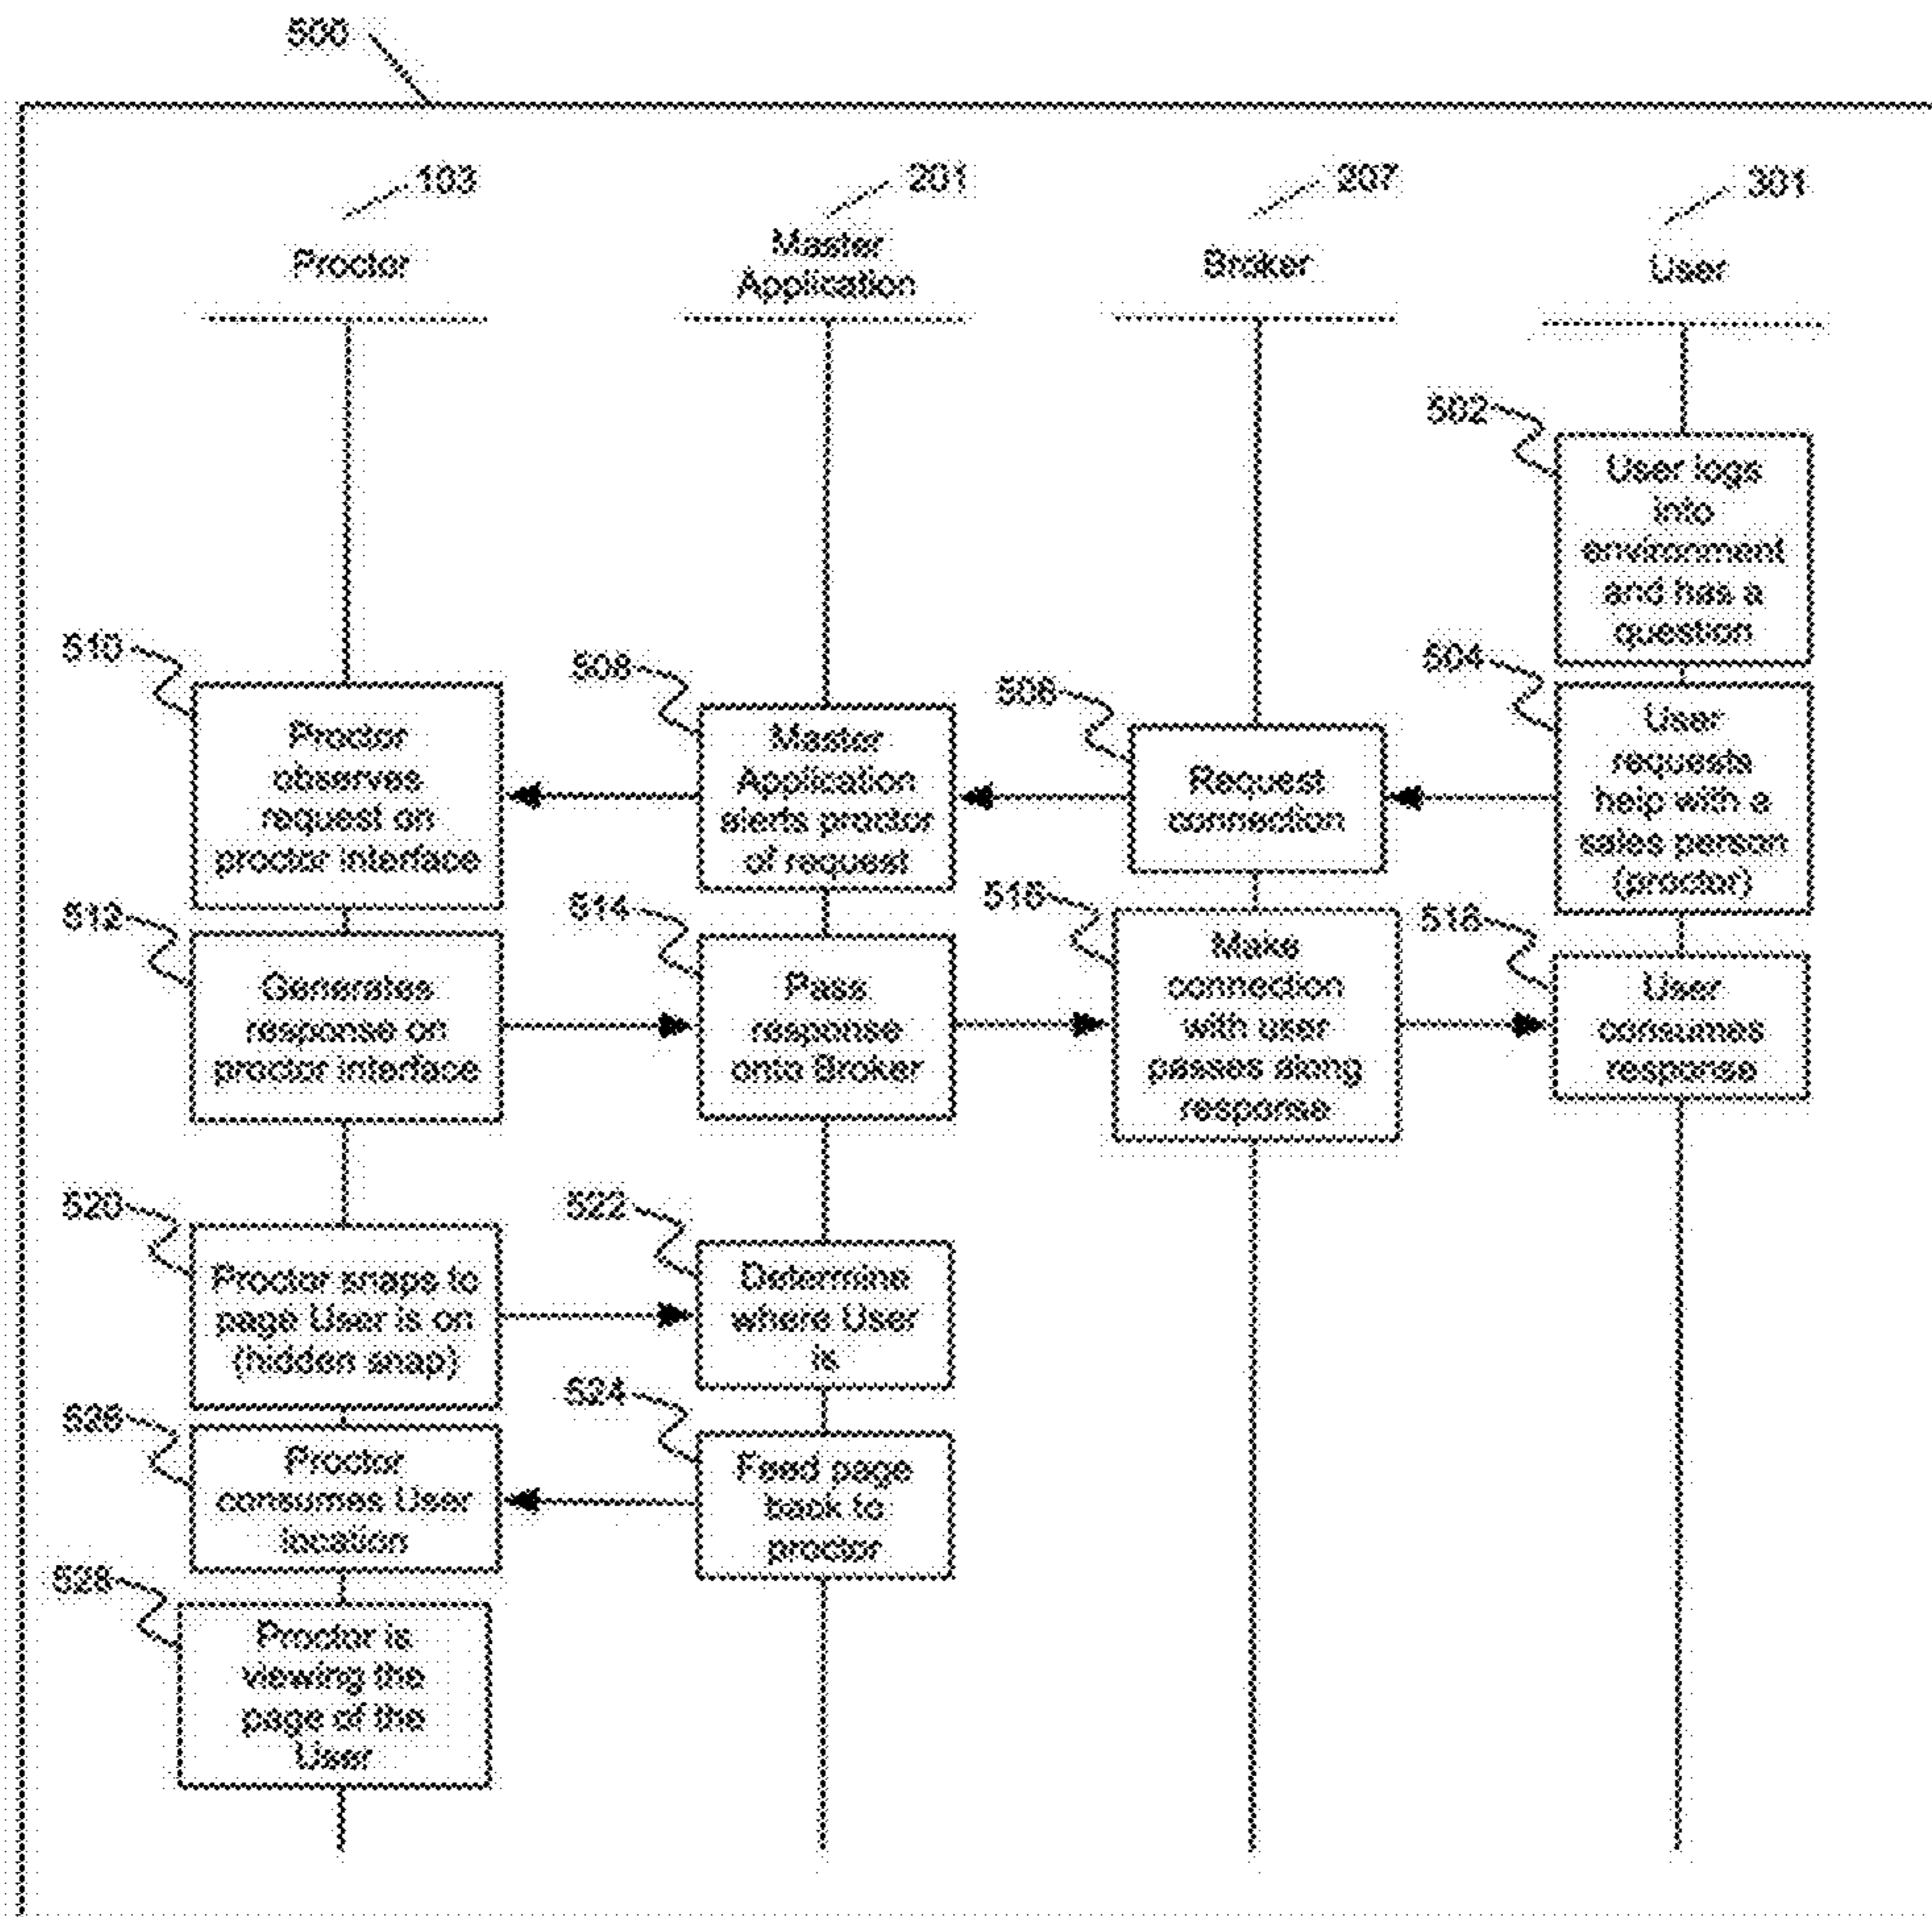 500
103
201
207
301
Proctor
Master
Application
Broker
User
502
User logs
into
environment
and has a
question
510
508
506
504
Proctor
observes
request on
proctor interface
Master
Application
alerts proctor
of request
Request
connection
User
requests
help with a
sales person
(proctor)
512
514
516
518
Generates
response on
proctor interface
Pass
response
onto Broker
Make
connection
with user
passes along
response
User
consumes
response
520
522
Proctor snaps to
page User is on
(hidden snap)
Determine
where User
is
526
524
Proctor
consumes User
location
Feed page
back to
proctor
528
Proctor is
viewing the
page of the
User